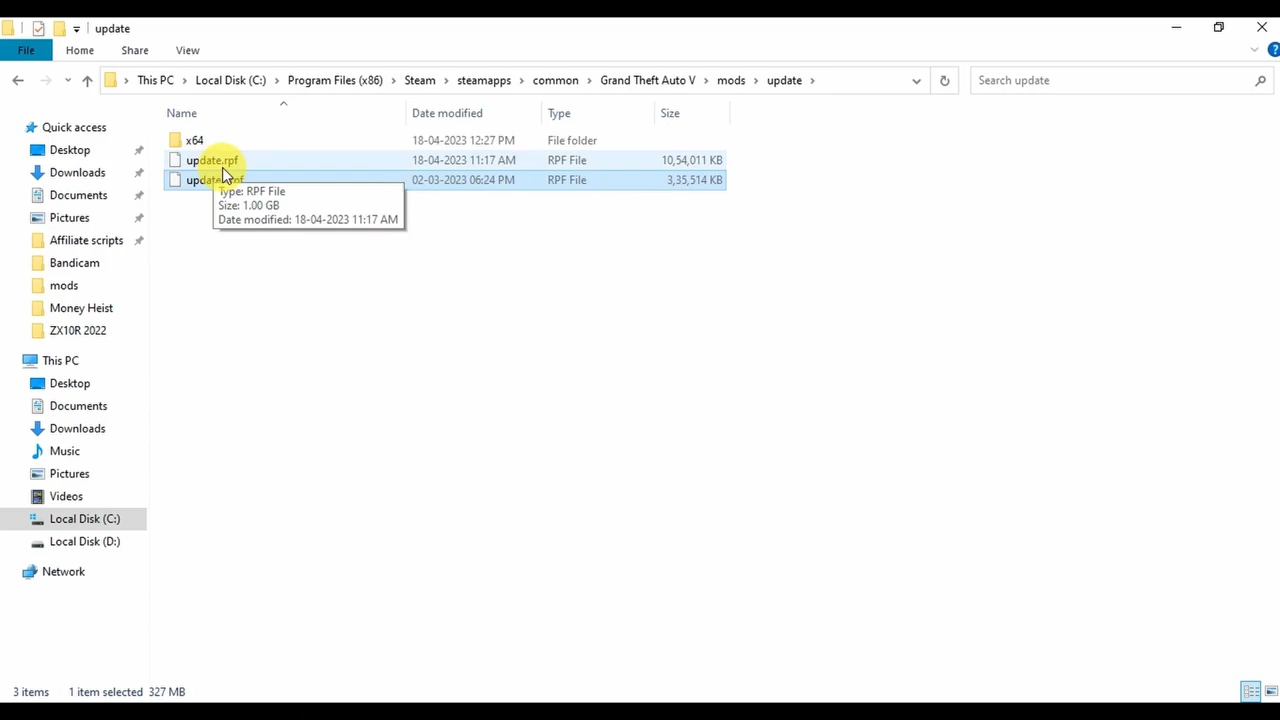 update
File Home Share View
This PC Local Disk (C:) Program Files (x86) Steam steamapps common Grand Theft Auto V mods update
Search update
Name Date modified Type Size
x64 18-04-2023 12:27 PM File folder
update.rpf 18-04-2023 11:17 AM RPF File 10,54,011 KB
02-03-2023 06:24 PM RPF File 3,35,514 KB
Type: RPF File
Size: 1.00 GB
Date modified: 18-04-2023 11:17 AM
Quick access
Desktop
Downloads
Documents
Pictures
Affiliate scripts
Bandicam
mods
Money Heist
ZX10R 2022
This PC
Desktop
Documents
Downloads
Music
Pictures
Videos
Local Disk (C:)
Local Disk (D:)
Network
3 items 1 item selected 327 MB